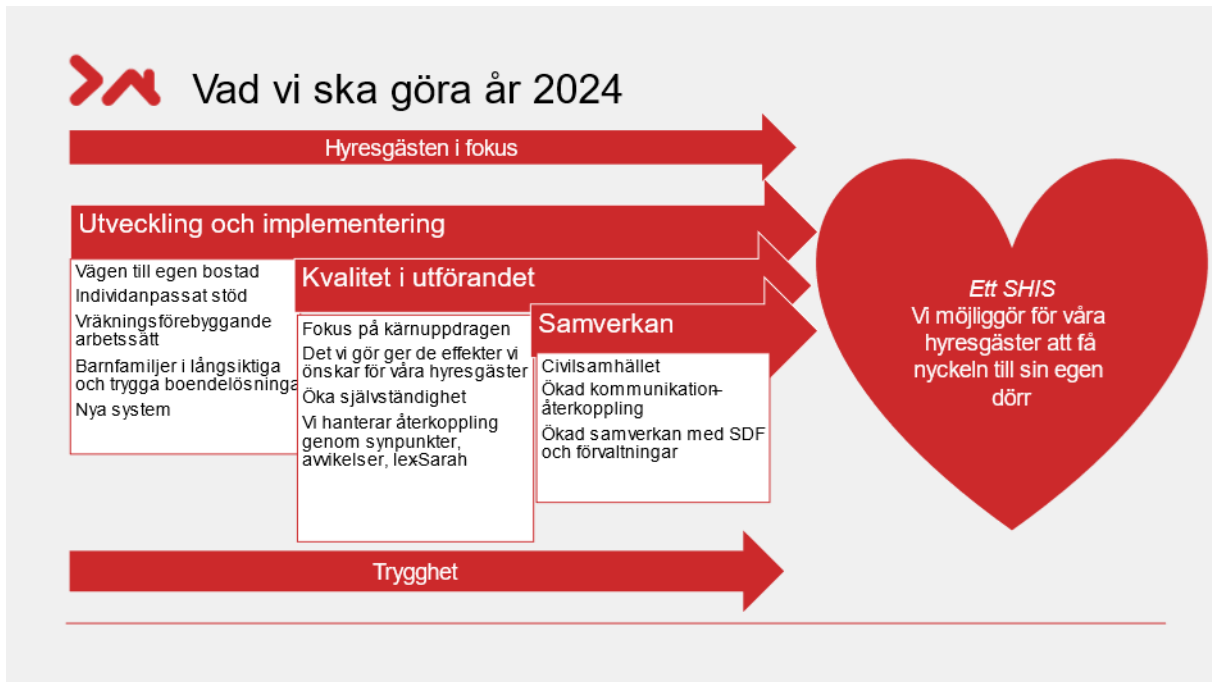 Vad vi ska göra år 2024
Hyresgästen i fokus
Utveckling och implementering
Vägen till egen bostad
Individanpassat stöd
Vräkningsförebyggande
arbetssätt
Barnfamiljer i långsiktiga
och trygga boendelösninga
Nya system
Kvalitet i utförandet
Fokus på kärnuppdragen
Det vi gör ger de effekter vi
önskar för våra hyresgäster
Öka självständighet
Vi hanterar återkoppling
genom synpunkter,
avvikelser, lex-Sarah
Samverkan
Civilsamhället
Ökad kommunikation–
återkoppling
Ökad samverkan med SDF
och förvaltningar
Ett SHIS
Vi möjliggör för våra
hyresgäster att få
nyckeln till sin egen
dörr
Trygghet